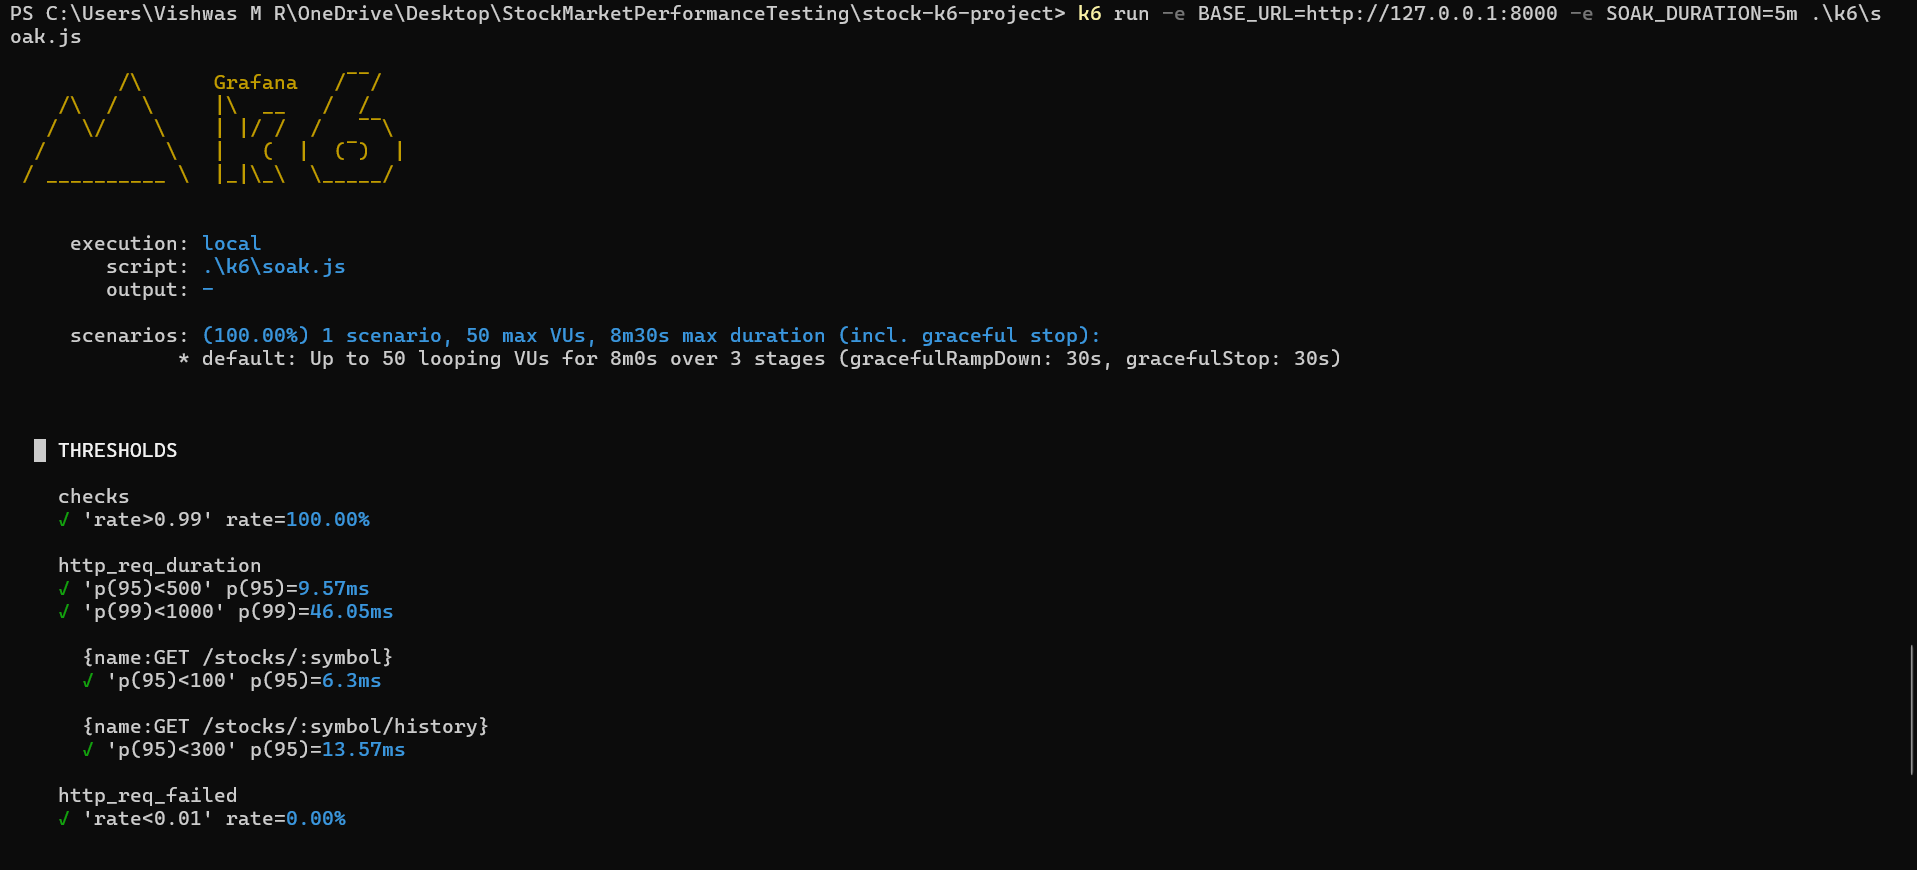 PS C:\Users\Vishwas M R\OneDrive\Desktop\StockMarketPerformanceTesting\stock-k6-project> k6 run -e BASE_URL=http://127.0.0.1:8000 -e SOAK_DURATION=5m .\k6\s
oak.js
Grafana
execution: local
script: .\k6\soak.js
output: -
scenarios: (100.00%) 1 scenario, 50 max VUs, 8m30s max duration (incl. graceful stop):
* default: Up to 50 looping VUs for 8m0s over 3 stages (gracefulRampDown: 30s, gracefulStop: 30s)
█ THRESHOLDS
checks
✓ 'rate>0.99' rate=100.00%
http_req_duration
✓ 'p(95)<500' p(95)=9.57ms
✓ 'p(99)<1000' p(99)=46.05ms
{name:GET /stocks/:symbol}
✓ 'p(95)<100' p(95)=6.3ms
{name:GET /stocks/:symbol/history}
✓ 'p(95)<300' p(95)=13.57ms
http_req_failed
✓ 'rate<0.01' rate=0.00%